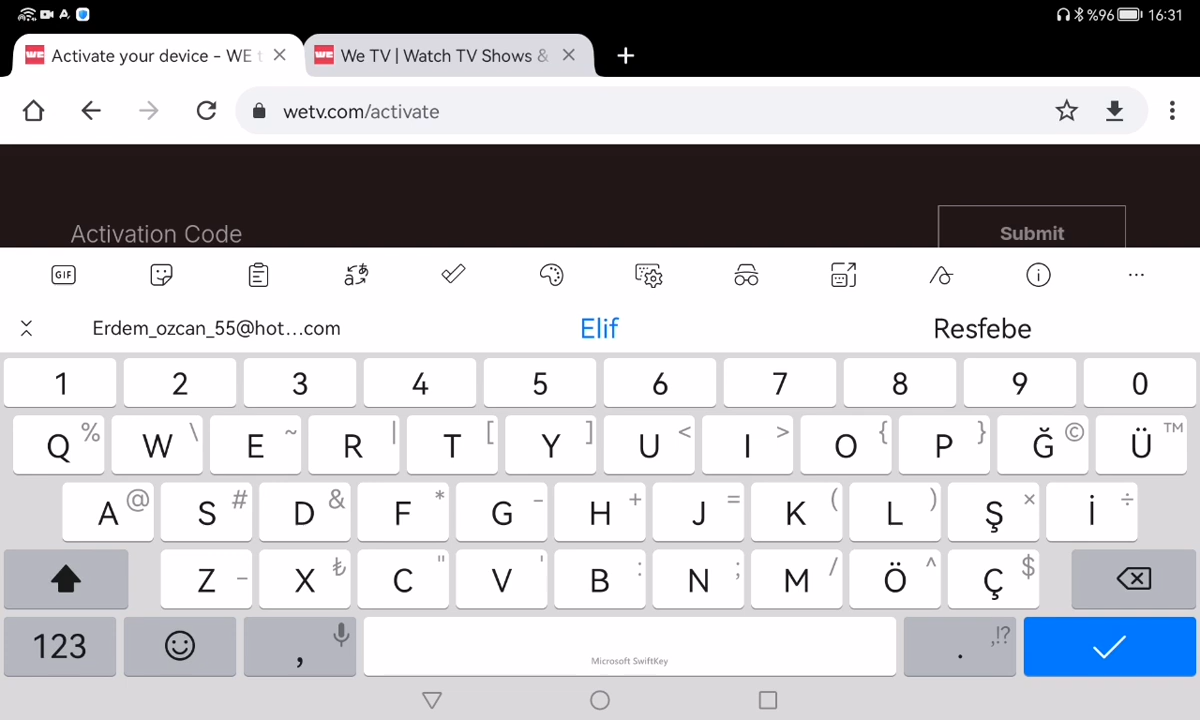 %96 16:31
Activate your device - WE t
We TV | Watch TV Shows &
wetv.com/activate
Activation Code
Submit
GIF
Erdem_ozcan_55@hot...com
Elif
Resfebe
1 2 3 4 5 6 7 8 9 0
Q % W \ E ~ R | T [ Y ] U < I > O { P } Ğ © Ü ™
A @ S # D & F * G - H + J = K ( L ) Ş × İ ÷
Z _ X ₺ C " V ' B : N ; M / Ö ^ Ç $
123 , Microsoft SwiftKey . ,!?